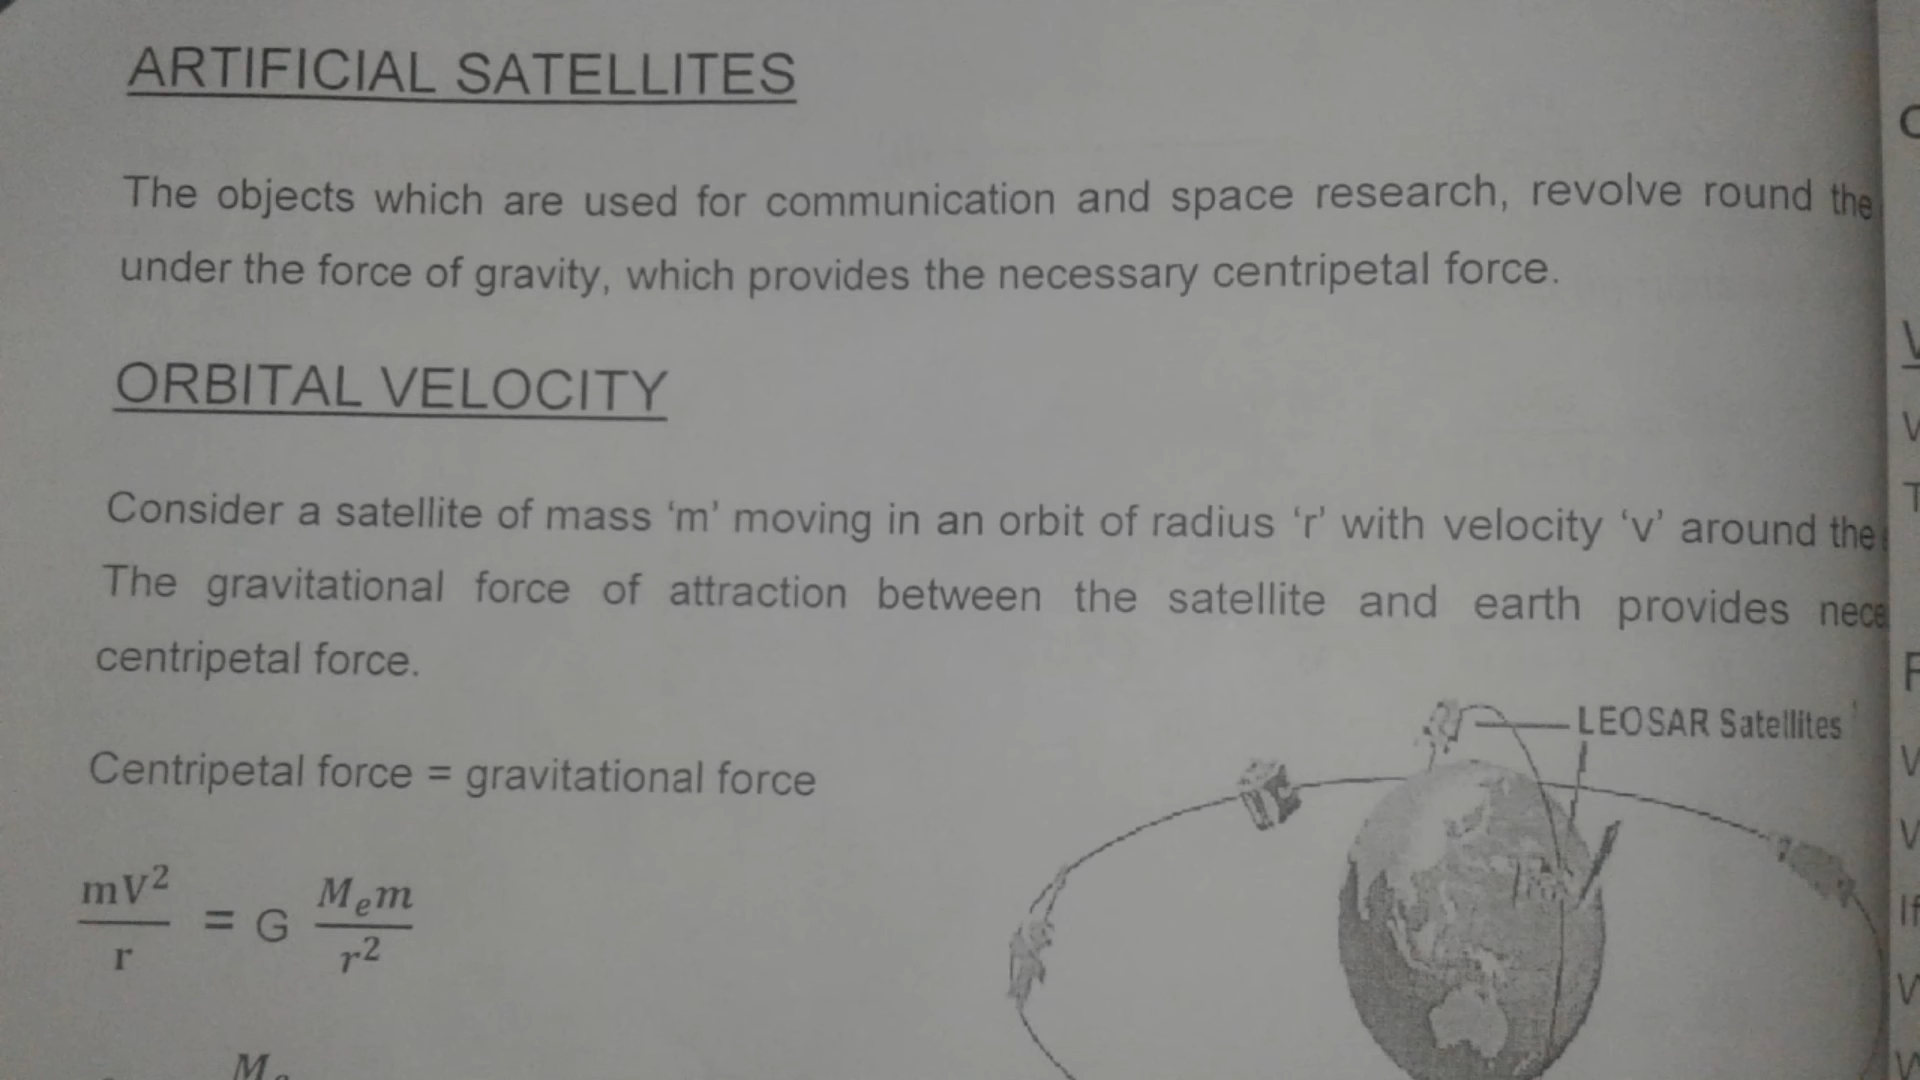 ARTIFICIAL SATELLITES
The objects which are used for communication and space research, revolve round the
under the force of gravity, which provides the necessary centripetal force.
ORBITAL VELOCITY
Consider a satellite of mass ‘m’ moving in an orbit of radius ‘r’ with velocity ‘v’ around the
The gravitational force of attraction between the satellite and earth provides nece
centripetal force.
LEOSAR Satellites
Centripetal force = gravitational force
mV²/r = G Mₑm/r²
Mₑ